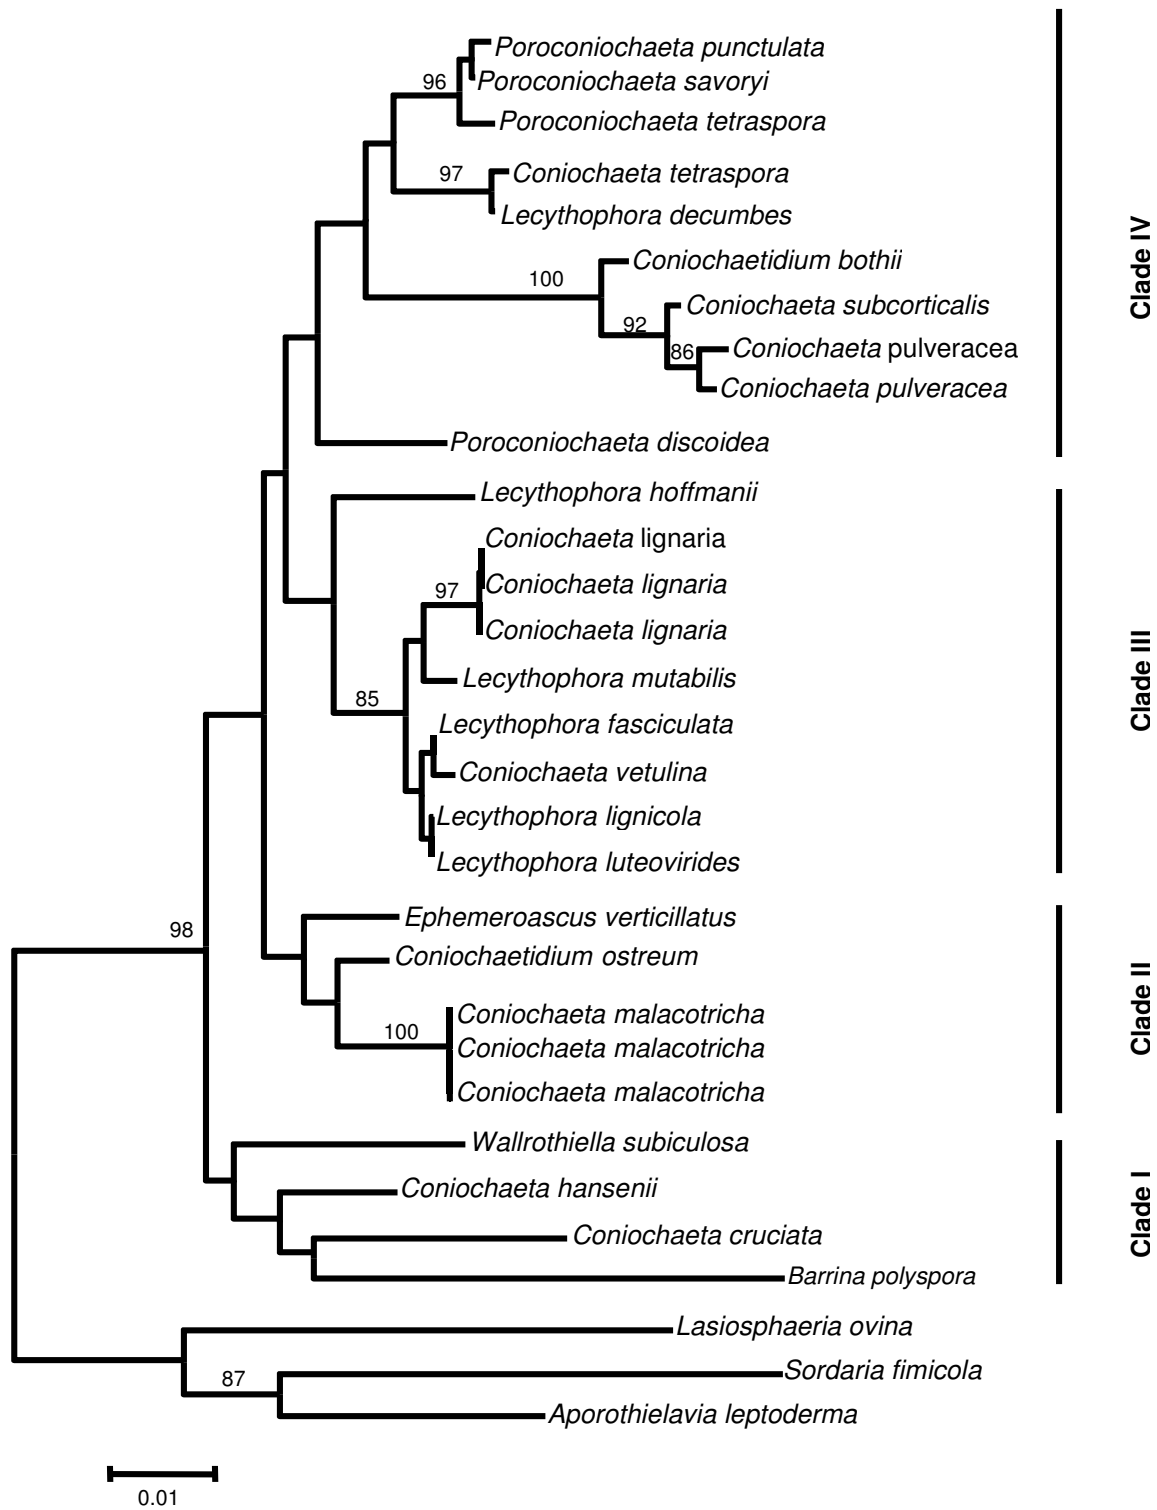 Poroconiochaeta punctulata
96
Poroconiochaeta savoryi
Poroconiochaeta tetraspora
97
Coniochaeta tetraspora
Lecythophora decumbes
Coniochaetidium bothii
100
Coniochaeta subcorticalis
92
86
Coniochaeta pulveracea
Coniochaeta pulveracea
Poroconiochaeta discoidea
Clade IV
Lecythophora hoffmanii
Coniochaeta lignaria
97
Coniochaeta lignaria
Coniochaeta lignaria
Lecythophora mutabilis
85
Lecythophora fasciculata
Coniochaeta vetulina
Lecythophora lignicola
Lecythophora luteovirides
Clade III
98
Ephemeroascus verticillatus
Coniochaetidium ostreum
Coniochaeta malacotricha
100
Coniochaeta malacotricha
Coniochaeta malacotricha
Clade II
Wallrothiella subiculosa
Coniochaeta hansenii
Coniochaeta cruciata
Barrina polyspora
Clade I
Lasiosphaeria ovina
87
Sordaria fimicola
Aporothielavia leptoderma
0.01